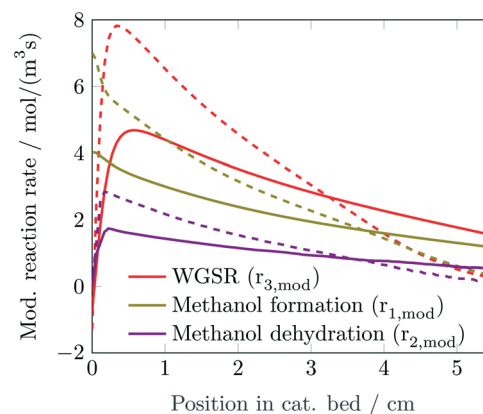 Mod. reaction rate / mol/(m³s)
8
6
4
2
0
−2
WGSR (r₃,mod)
Methanol formation (r₁,mod)
Methanol dehydration (r₂,mod)
0 1 2 3 4 5
Position in cat. bed / cm